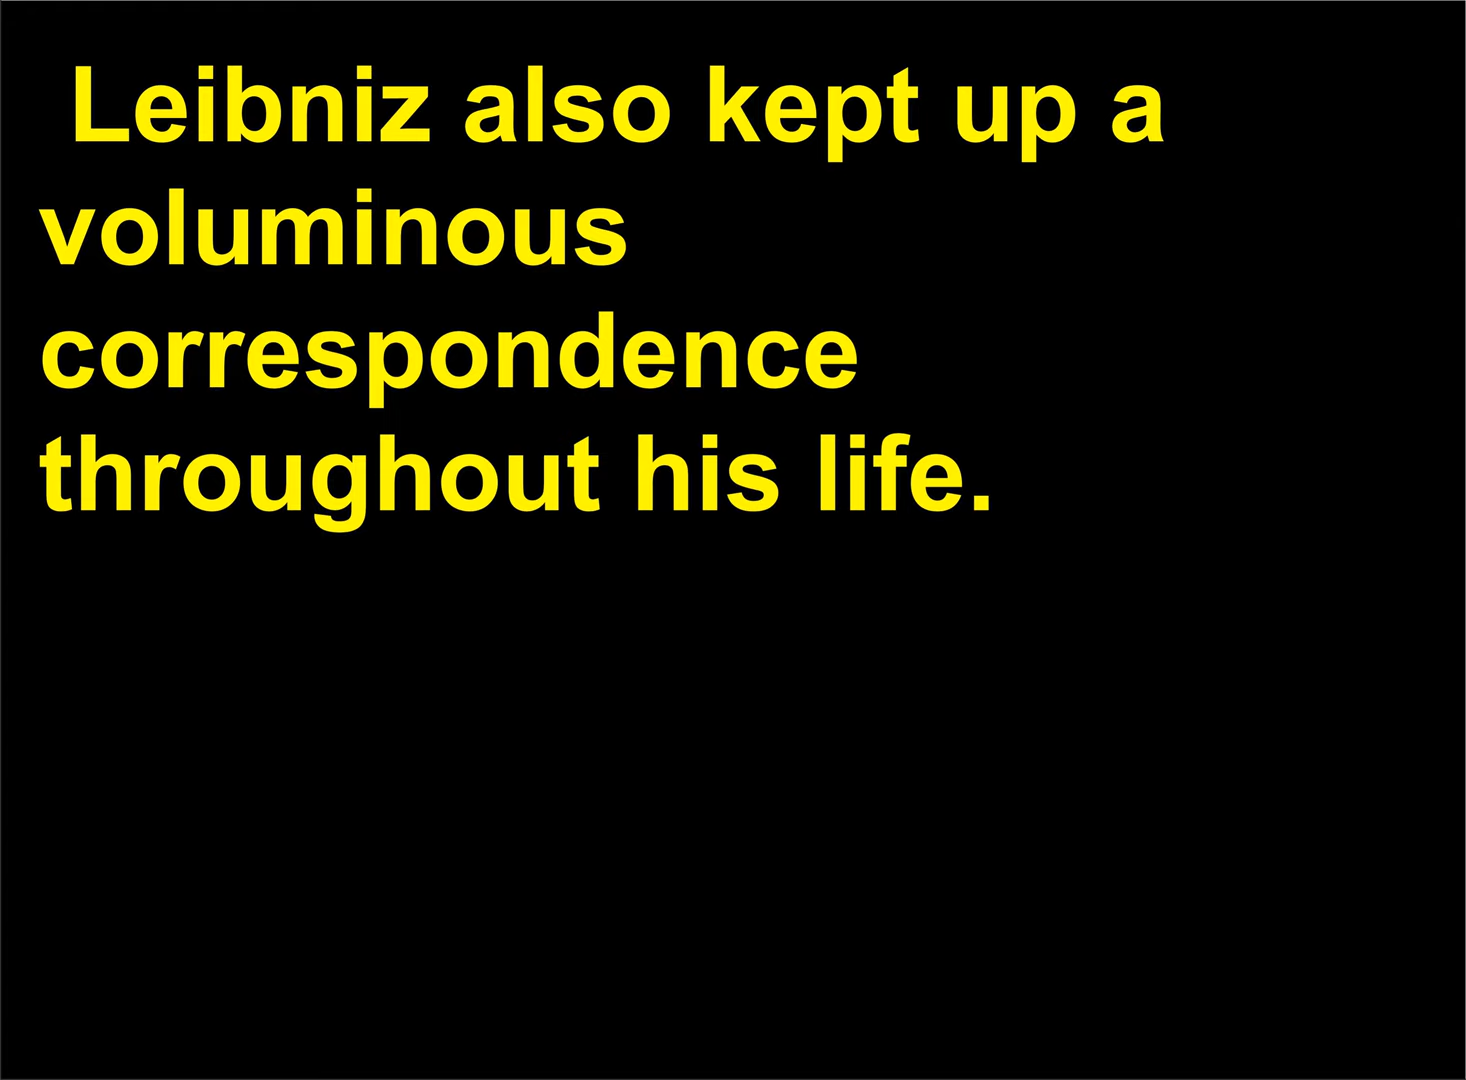 Leibniz also kept up a
voluminous
correspondence
throughout his life.